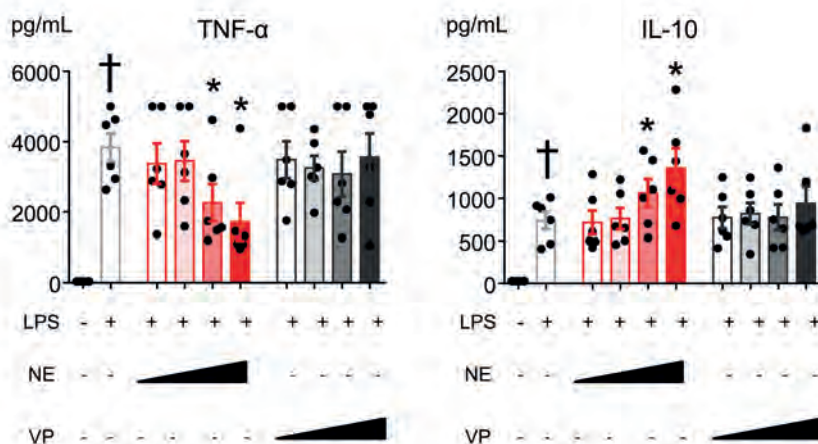 pg/mL TNF-α
6000
4000
2000
0
†
* *
LPS - + + + + + + + + +
NE - - - - - -
VP - - - - - -
pg/mL IL-10
2500
2000
1500
1000
500
0
†
* *
LPS - + + + + + + + + +
NE - - - - - -
VP - - - - - -